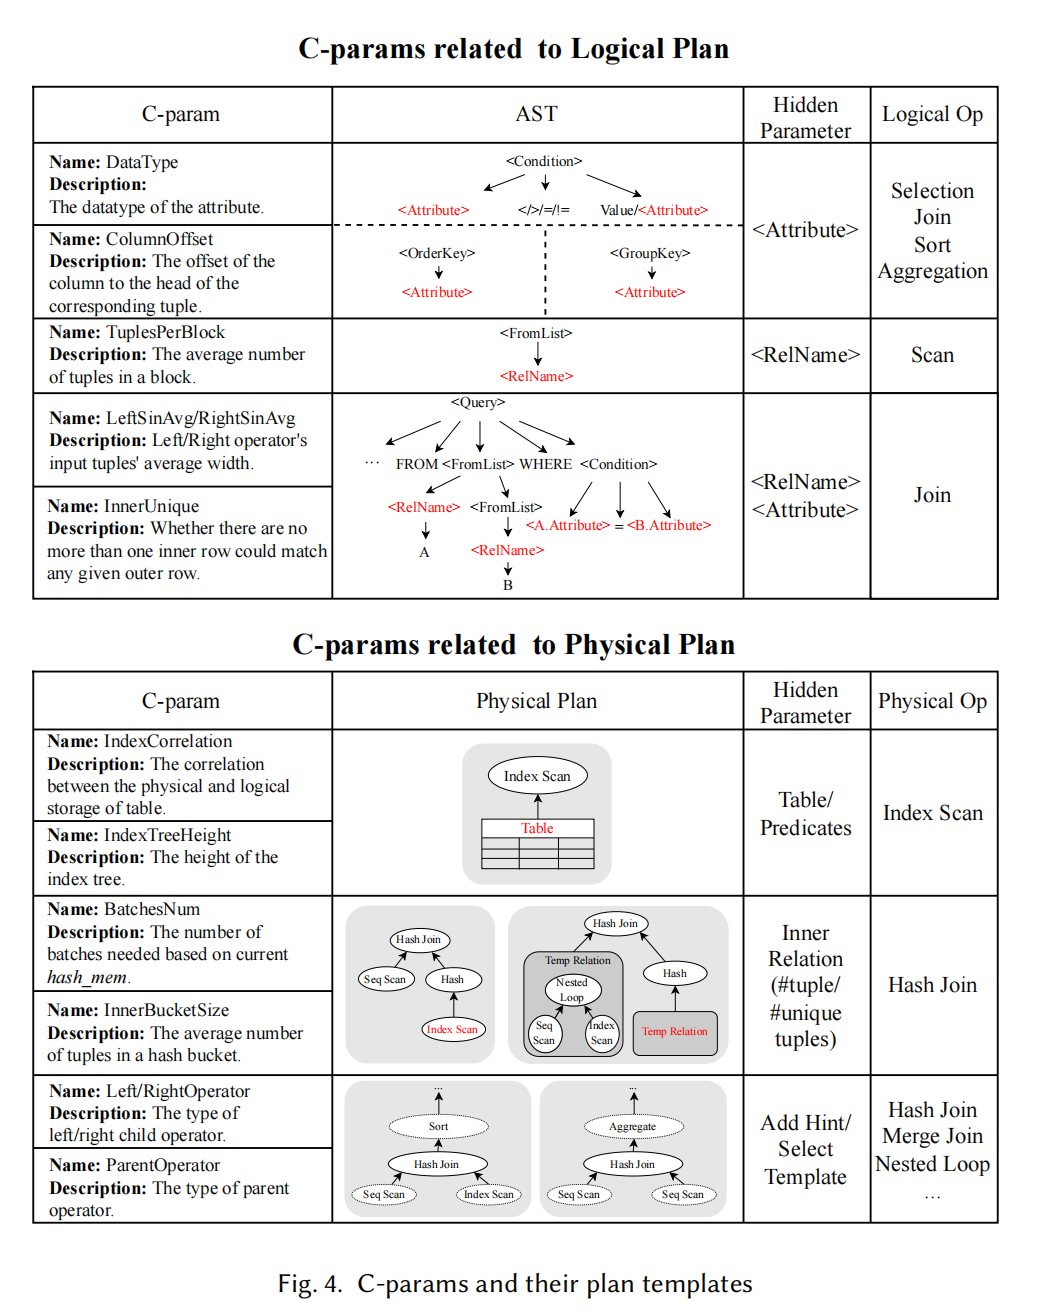 C-params related to Logical Plan
C-param
AST
Hidden
Parameter
Logical Op
Name: DataType
Description:
The datatype of the attribute.
<Condition>
<Attribute>
</>/=/!=
Value/<Attribute>
Name: ColumnOffset
Description: The offset of the
column to the head of the
corresponding tuple.
<OrderKey>
<Attribute>
<GroupKey>
<Attribute>
<Attribute>
Selection
Join
Sort
Aggregation
Name: TuplesPerBlock
Description: The average number
of tuples in a block.
<FromList>
<RelName>
<RelName>
Scan
Name: LeftSinAvg/RightSinAvg
Description: Left/Right operator's
input tuples' average width.
Name: InnerUnique
Description: Whether there are no
more than one inner row could match
any given outer row.
<Query>
... FROM <FromList> WHERE <Condition>
<RelName> <FromList>
<A.Attribute> = <B.Attribute>
A
<RelName>
B
<RelName>
<Attribute>
Join
C-params related to Physical Plan
C-param
Physical Plan
Hidden
Parameter
Physical Op
Name: IndexCorrelation
Description: The correlation
between the physical and logical
storage of table.
Name: IndexTreeHeight
Description: The height of the
index tree.
Index Scan
Table
Table/
Predicates
Index Scan
Name: BatchesNum
Description: The number of
batches needed based on current
hash_mem.
Name: InnerBucketSize
Description: The average number
of tuples in a hash bucket.
Hash Join
Seq Scan
Hash
Index Scan
Hash Join
Temp Relation
Nested
Loop
Seq
Scan
Index
Scan
Hash
Temp Relation
Inner
Relation
(#tuple/
#unique
tuples)
Hash Join
Name: Left/RightOperator
Description: The type of
left/right child operator.
Name: ParentOperator
Description: The type of parent
operator.
...
Sort
Hash Join
Seq Scan
Index Scan
...
Aggregate
Hash Join
Seq Scan
Seq Scan
Add Hint/
Select
Template
Hash Join
Merge Join
Nested Loop
...
Fig. 4. C-params and their plan templates